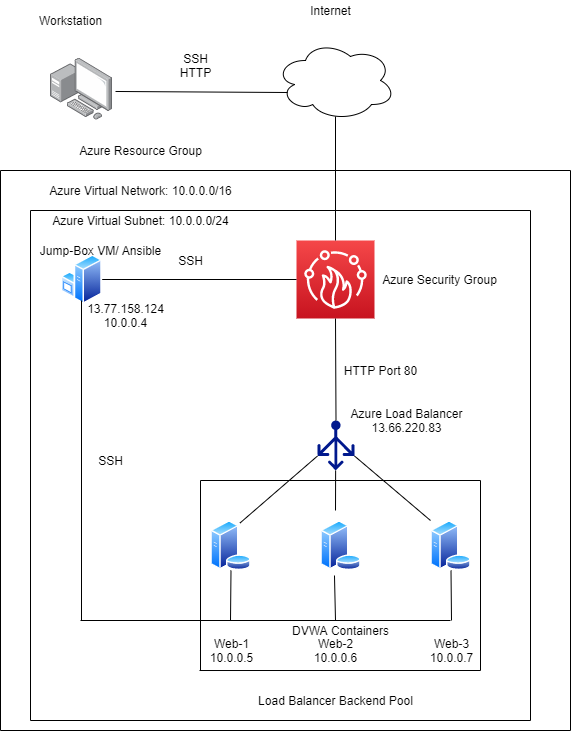 Internet
Workstation
SSH
HTTP
Azure Resource Group
Azure Virtual Network: 10.0.0.0/16
Azure Virtual Subnet: 10.0.0.0/24
Jump-Box VM/ Ansible
SSH
Azure Security Group
13.77.158.124
10.0.0.4
HTTP Port 80
Azure Load Balancer
13.66.220.83
SSH
DVWA Containers
Web-1
10.0.0.5
Web-2
10.0.0.6
Web-3
10.0.0.7
Load Balancer Backend Pool